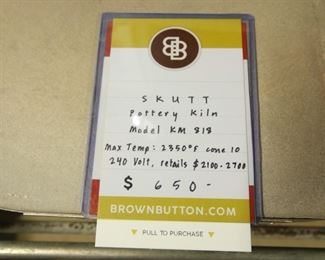 BB
SKUTT
Pottery Kiln
Model KM 818
Max Temp: 2350°F cone 10
240 Volt, retails $2100-2700
$ 650-
BROWNBUTTON.COM
PULL TO PURCHASE